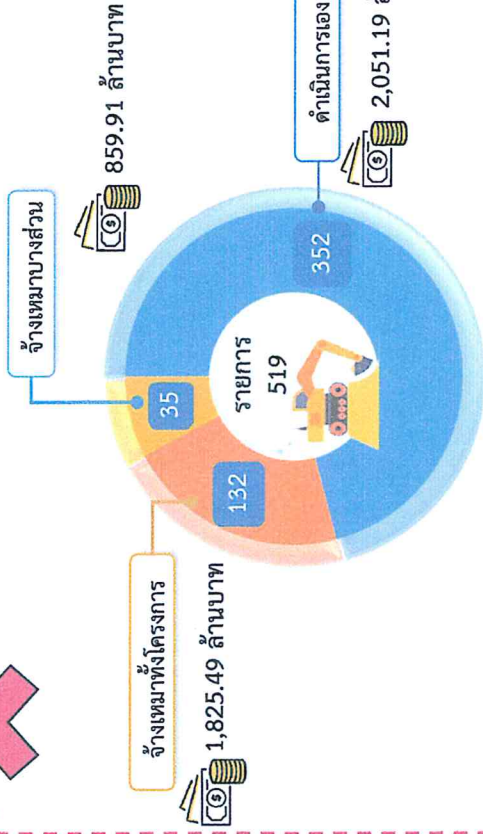 จ้างเหมาบางส่วน
859.91 ล้านบาท
35
จ้างเหมาทั้งโครงการ
1,825.49 ล้านบาท
132
รายการ
519
352
ดำเนินการเอง
2,051.19